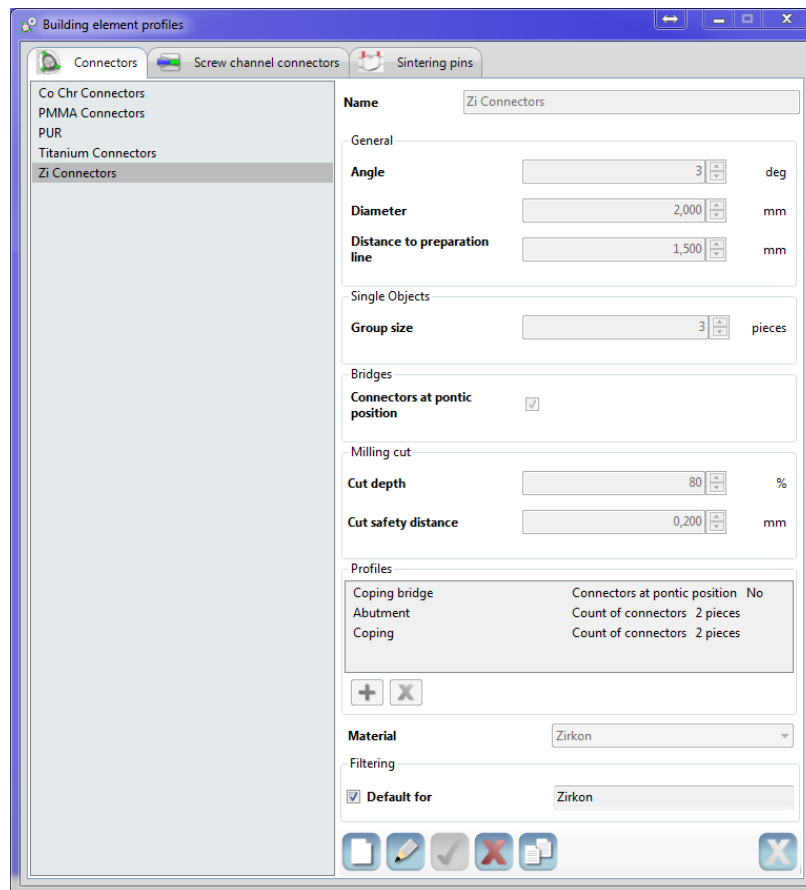 Building element profiles
Connectors
Screw channel connectors
Sintering pins
Co Chr Connectors
PMMA Connectors
PUR
Titanium Connectors
Zi Connectors
Name
Zi Connectors
General
Angle
3
deg
Diameter
2,000
mm
Distance to preparation
line
1,500
mm
Single Objects
Group size
3
pieces
Bridges
Connectors at pontic
position
Milling cut
Cut depth
80
%
Cut safety distance
0,200
mm
Profiles
Coping bridge
Connectors at pontic position No
Abutment
Count of connectors 2 pieces
Coping
Count of connectors 2 pieces
Material
Zirkon
Filtering
Default for
Zirkon